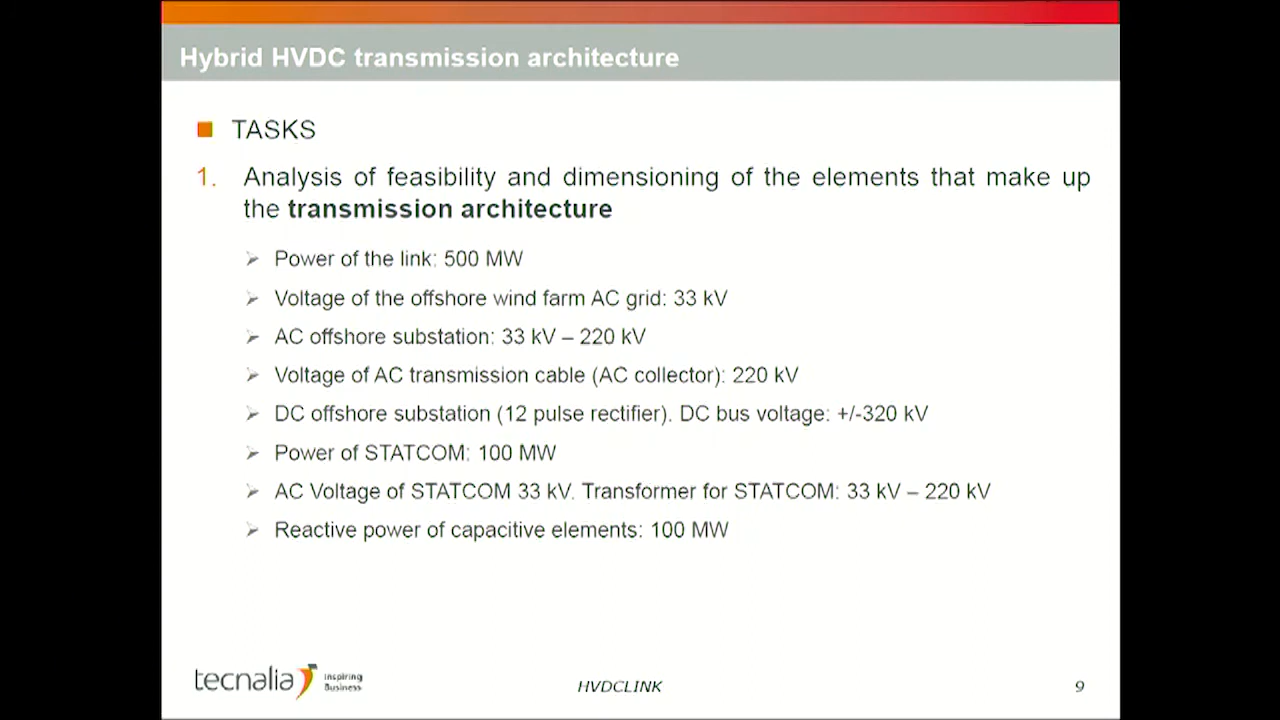 Hybrid HVDC transmission architecture
TASKS
1. Analysis of feasibility and dimensioning of the elements that make up
the transmission architecture
Power of the link: 500 MW
Voltage of the offshore wind farm AC grid: 33 kV
AC offshore substation: 33 kV – 220 kV
Voltage of AC transmission cable (AC collector): 220 kV
DC offshore substation (12 pulse rectifier). DC bus voltage: +/-320 kV
Power of STATCOM: 100 MW
AC Voltage of STATCOM 33 kV. Transformer for STATCOM: 33 kV – 220 kV
Reactive power of capacitive elements: 100 MW
tecnalia Inspiring
Business
HVDCLINK
9